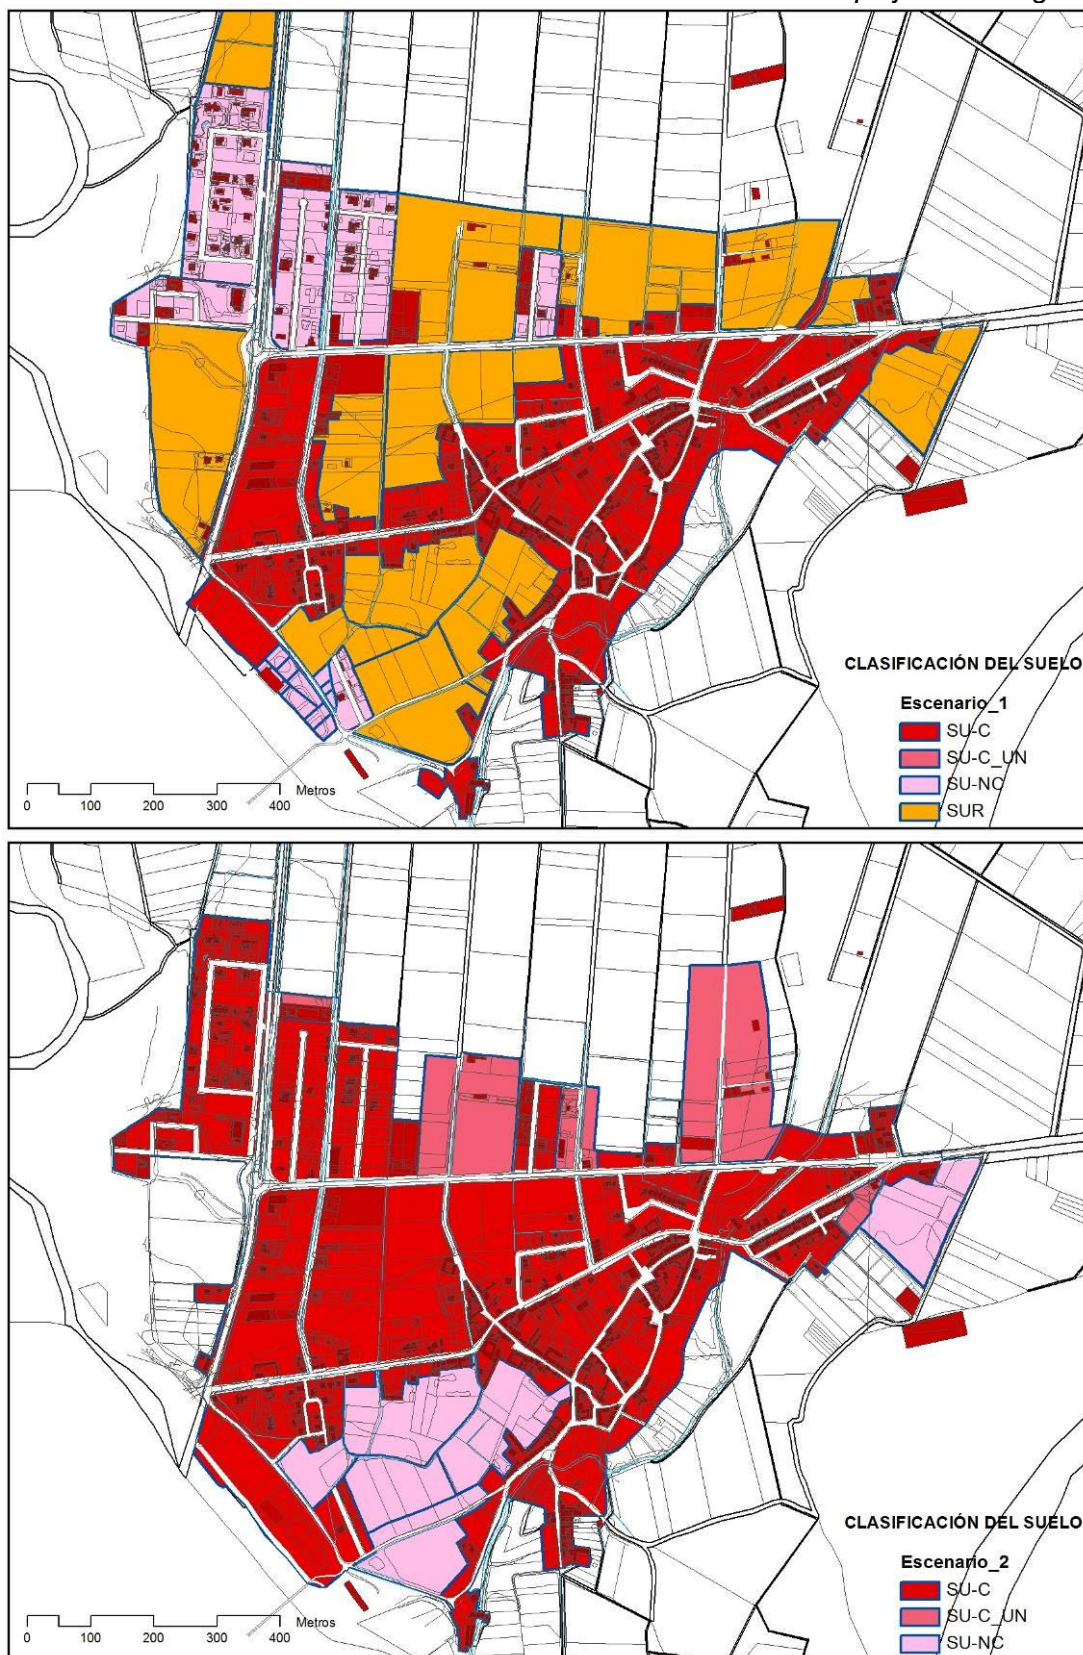 CLASIFICACIÓN DEL SUELO
Escenario_1
SU-C
SU-C_UN
SU-NC
SUR
0 100 200 300 400 Metros
CLASIFICACIÓN DEL SUELO
Escenario_2
SU-C
SU-C_UN
SU-NC
0 100 200 300 400 Metros